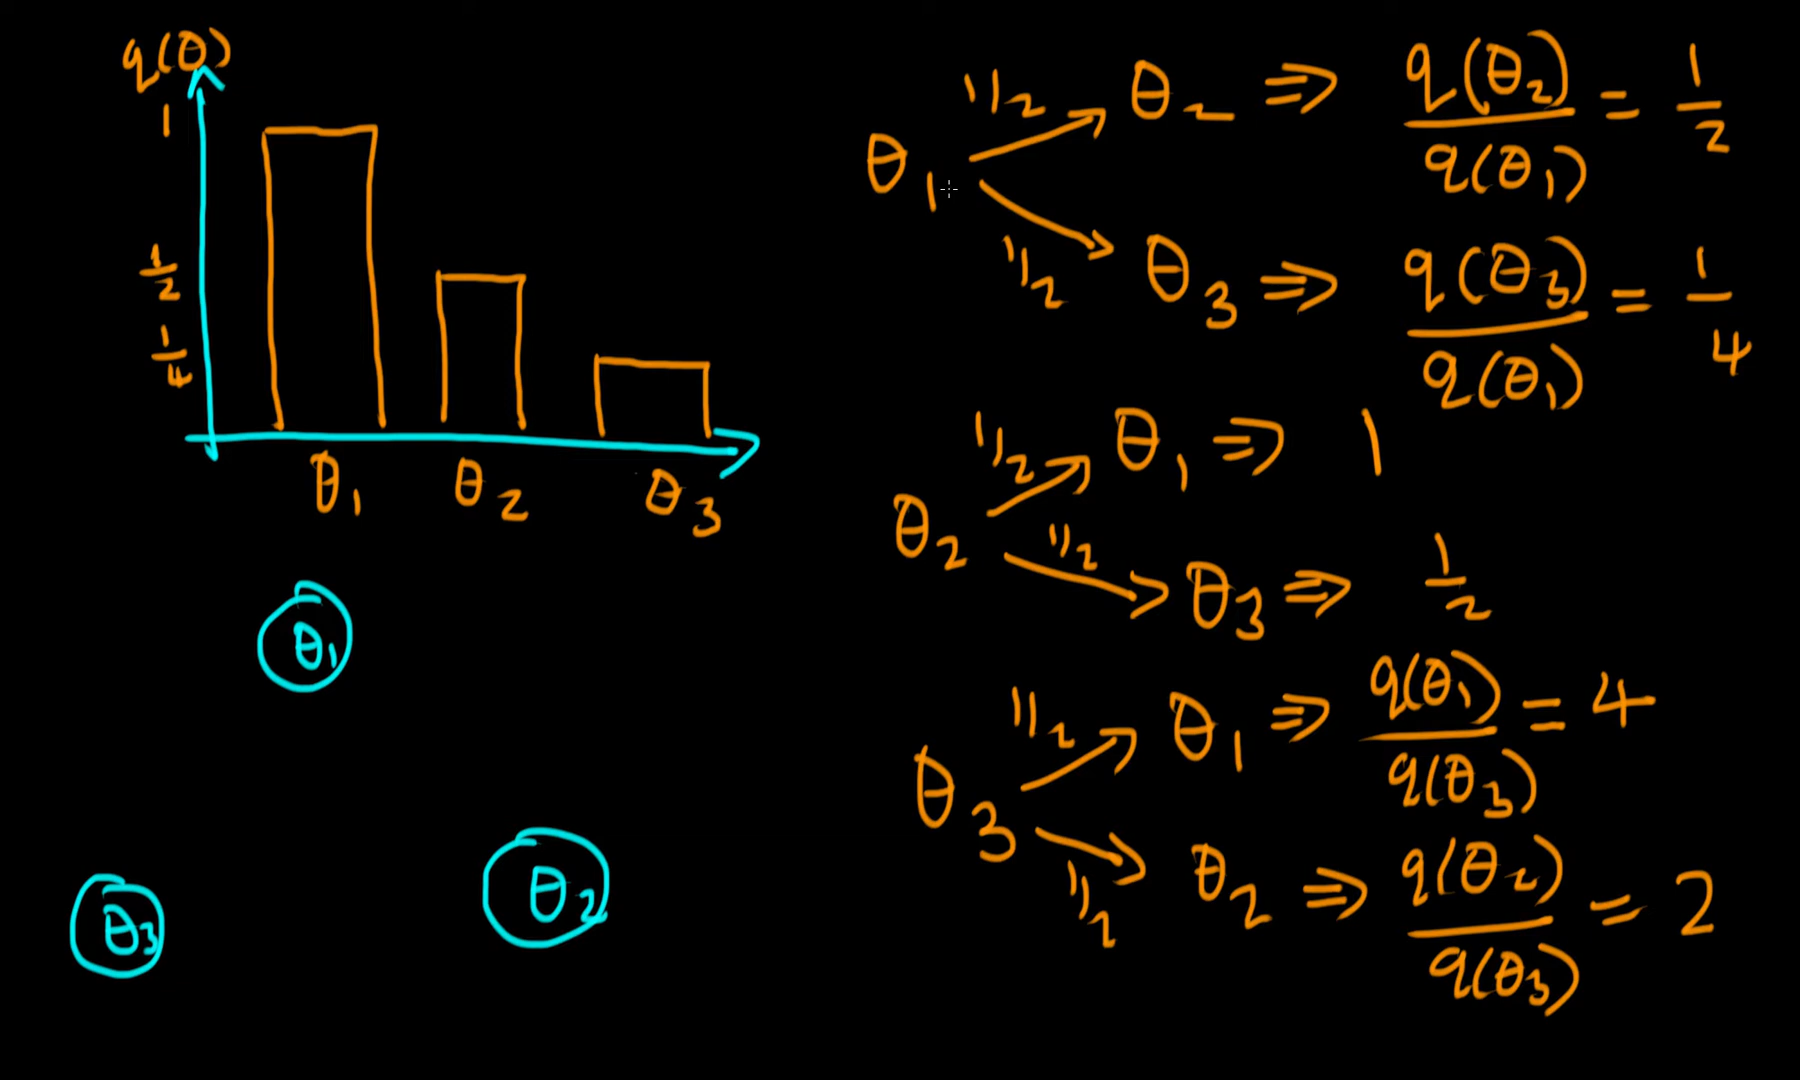 q(θ)
1
1/2
1/4
θ₁ θ₂ θ₃
θ₁
θ₂
θ₃
θ₁
1/2 θ₂ ⇒ q(θ₂)/q(θ₁) = 1/2
1/2 θ₃ ⇒ q(θ₃)/q(θ₁) = 1/4
θ₂
1/2 θ₁ ⇒ 1
1/2 θ₃ ⇒ 1/2
θ₃
1/2 θ₁ ⇒ q(θ₁)/q(θ₃) = 4
1/2 θ₂ ⇒ q(θ₂)/q(θ₃) = 2